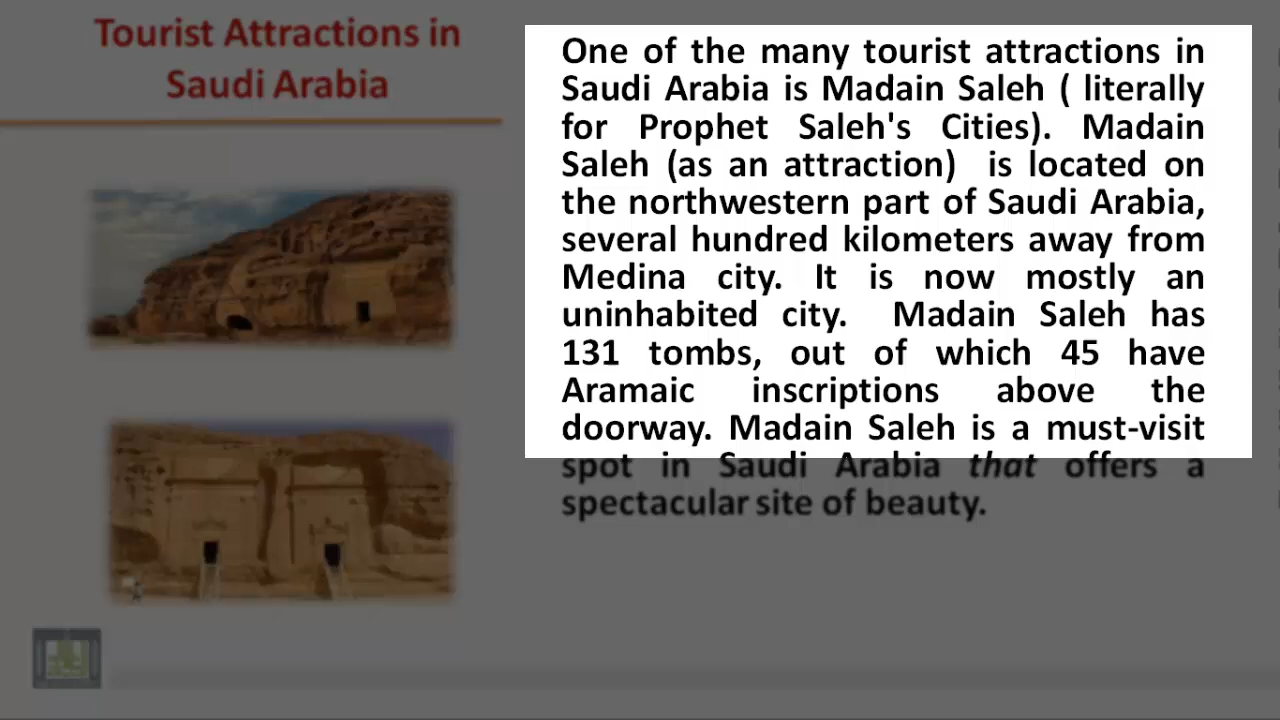 Tourist Attractions in
Saudi Arabia
One of the many tourist attractions in
Saudi Arabia is Madain Saleh ( literally
for Prophet Saleh's Cities). Madain
Saleh (as an attraction) is located on
the northwestern part of Saudi Arabia,
several hundred kilometers away from
Medina city. It is now mostly an
uninhabited city. Madain Saleh has
131 tombs, out of which 45 have
Aramaic inscriptions above the
doorway. Madain Saleh is a must-visit
spot in Saudi Arabia that offers a
spectacular site of beauty.